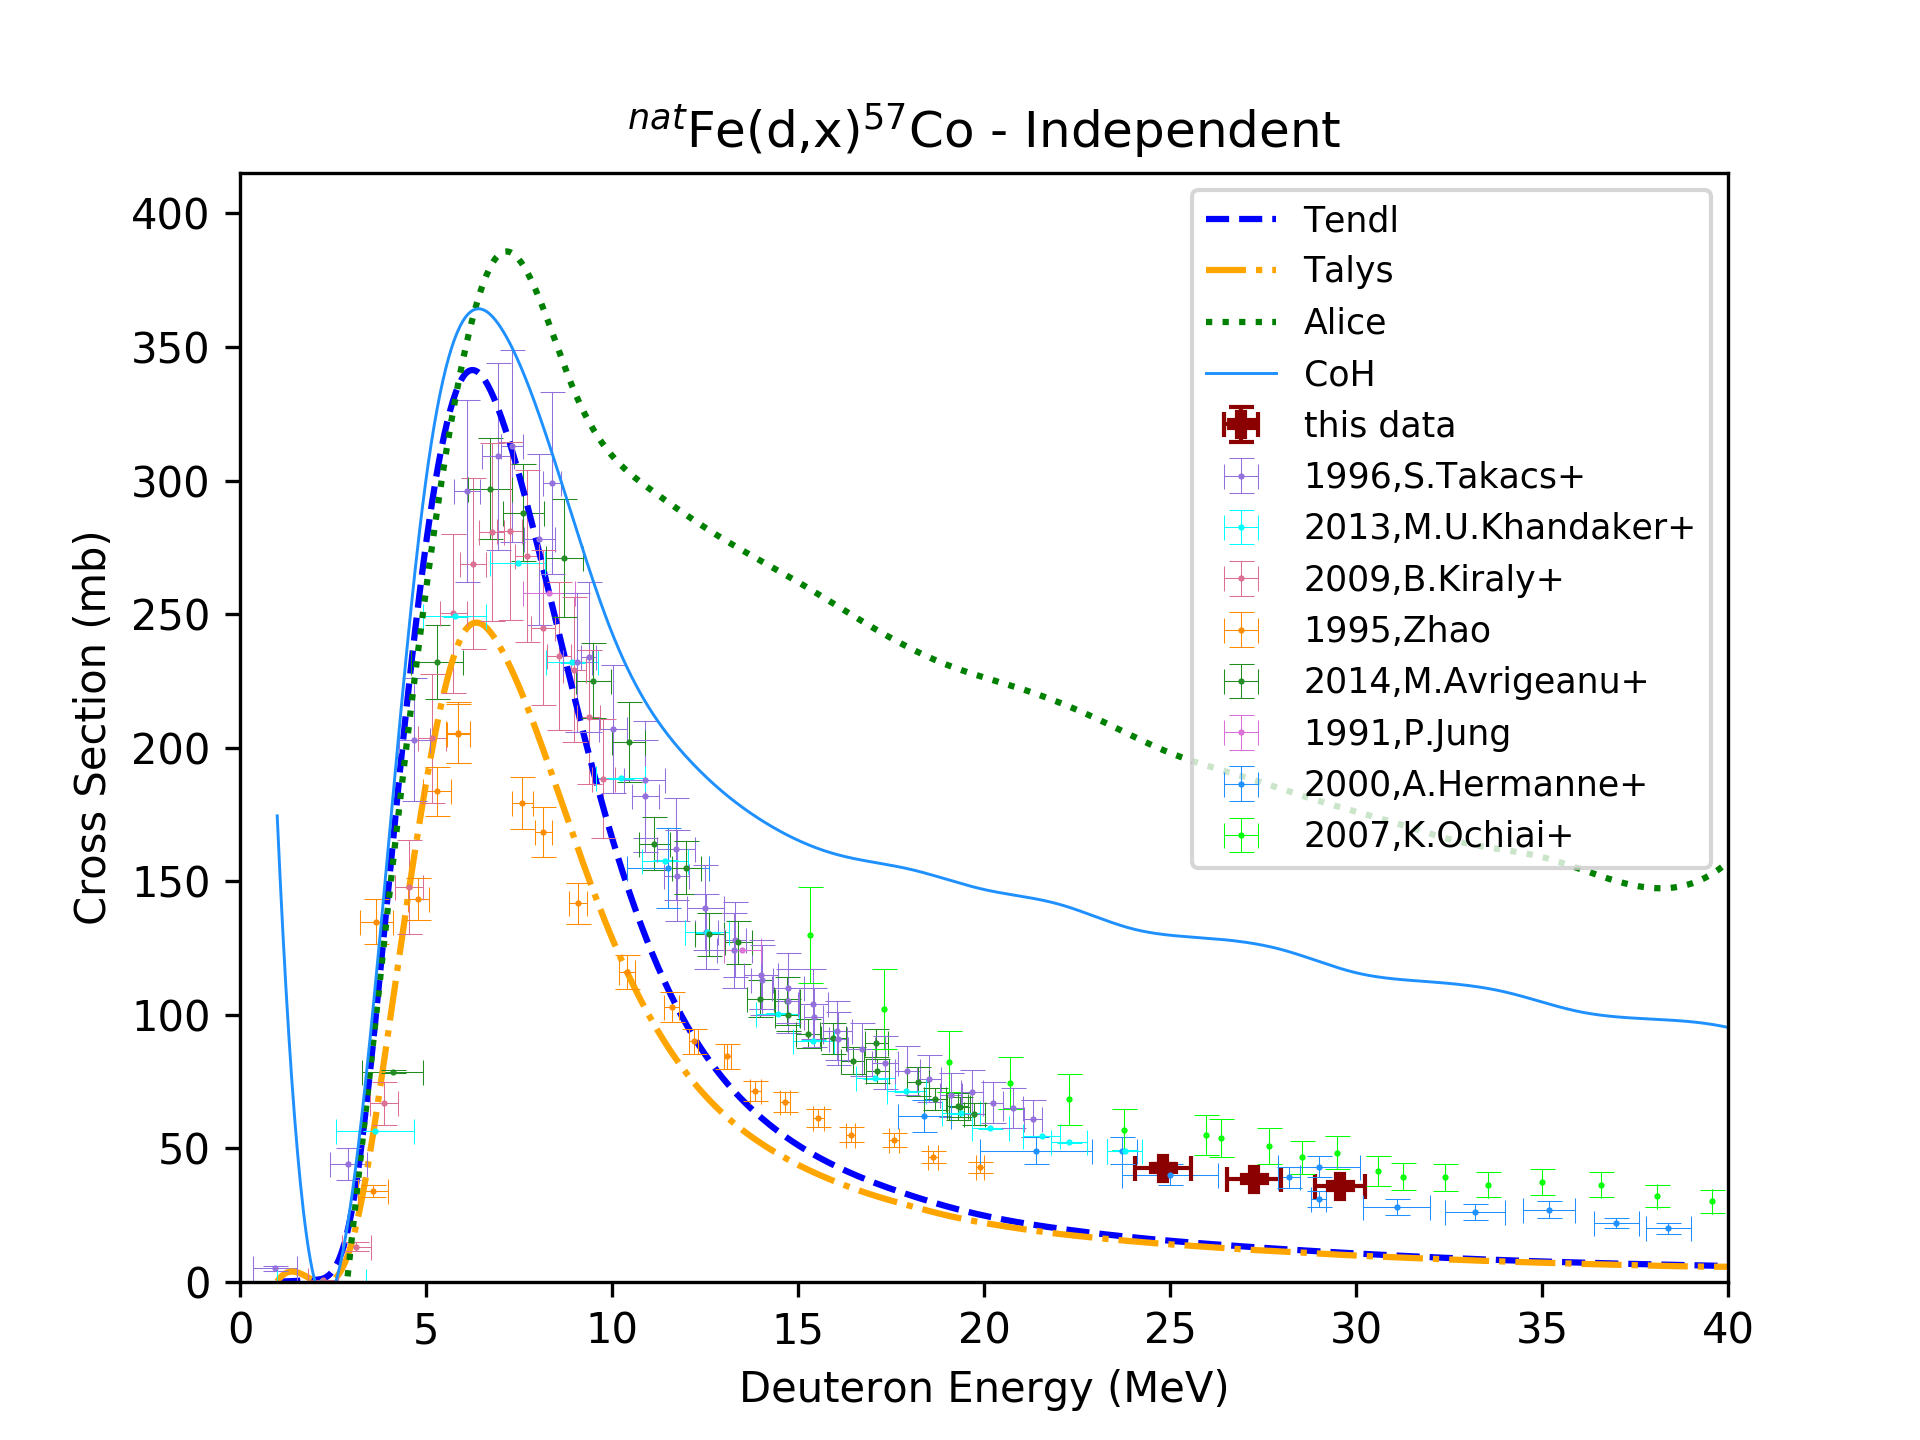 natFe(d,x)57Co - Independent
400
350
300
250
200
150
100
50
0
Cross Section (mb)
0 5 10 15 20 25 30 35 40
Deuteron Energy (MeV)
Tendl
Talys
Alice
CoH
this data
1996,S.Takacs+
2013,M.U.Khandaker+
2009,B.Kiraly+
1995,Zhao
2014,M.Avrigeanu+
1991,P.Jung
2000,A.Hermanne+
2007,K.Ochiai+